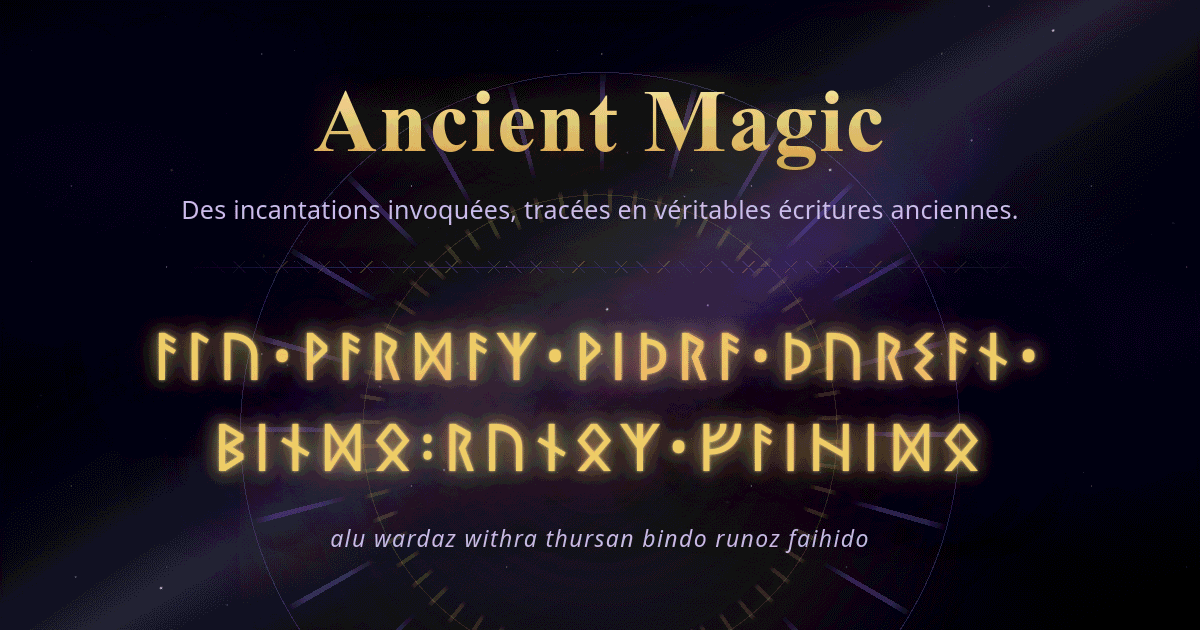 Ancient Magic
Des incantations invoquées, tracées en véritables écritures anciennes.
ᚨᛚᚢ•ᚹᚨᚱᛞᚨᛉ•ᚹᛁᚦᚱᚨ•ᚦᚢᚱᛊᚨᚾ•
ᛒᛁᚾᛞᛟ:ᚱᚢᚾᛟᛉ•ᚠᚨᛁᚺᛁᛞᛟ
alu wardaz withra thursan bindo runoz faihido